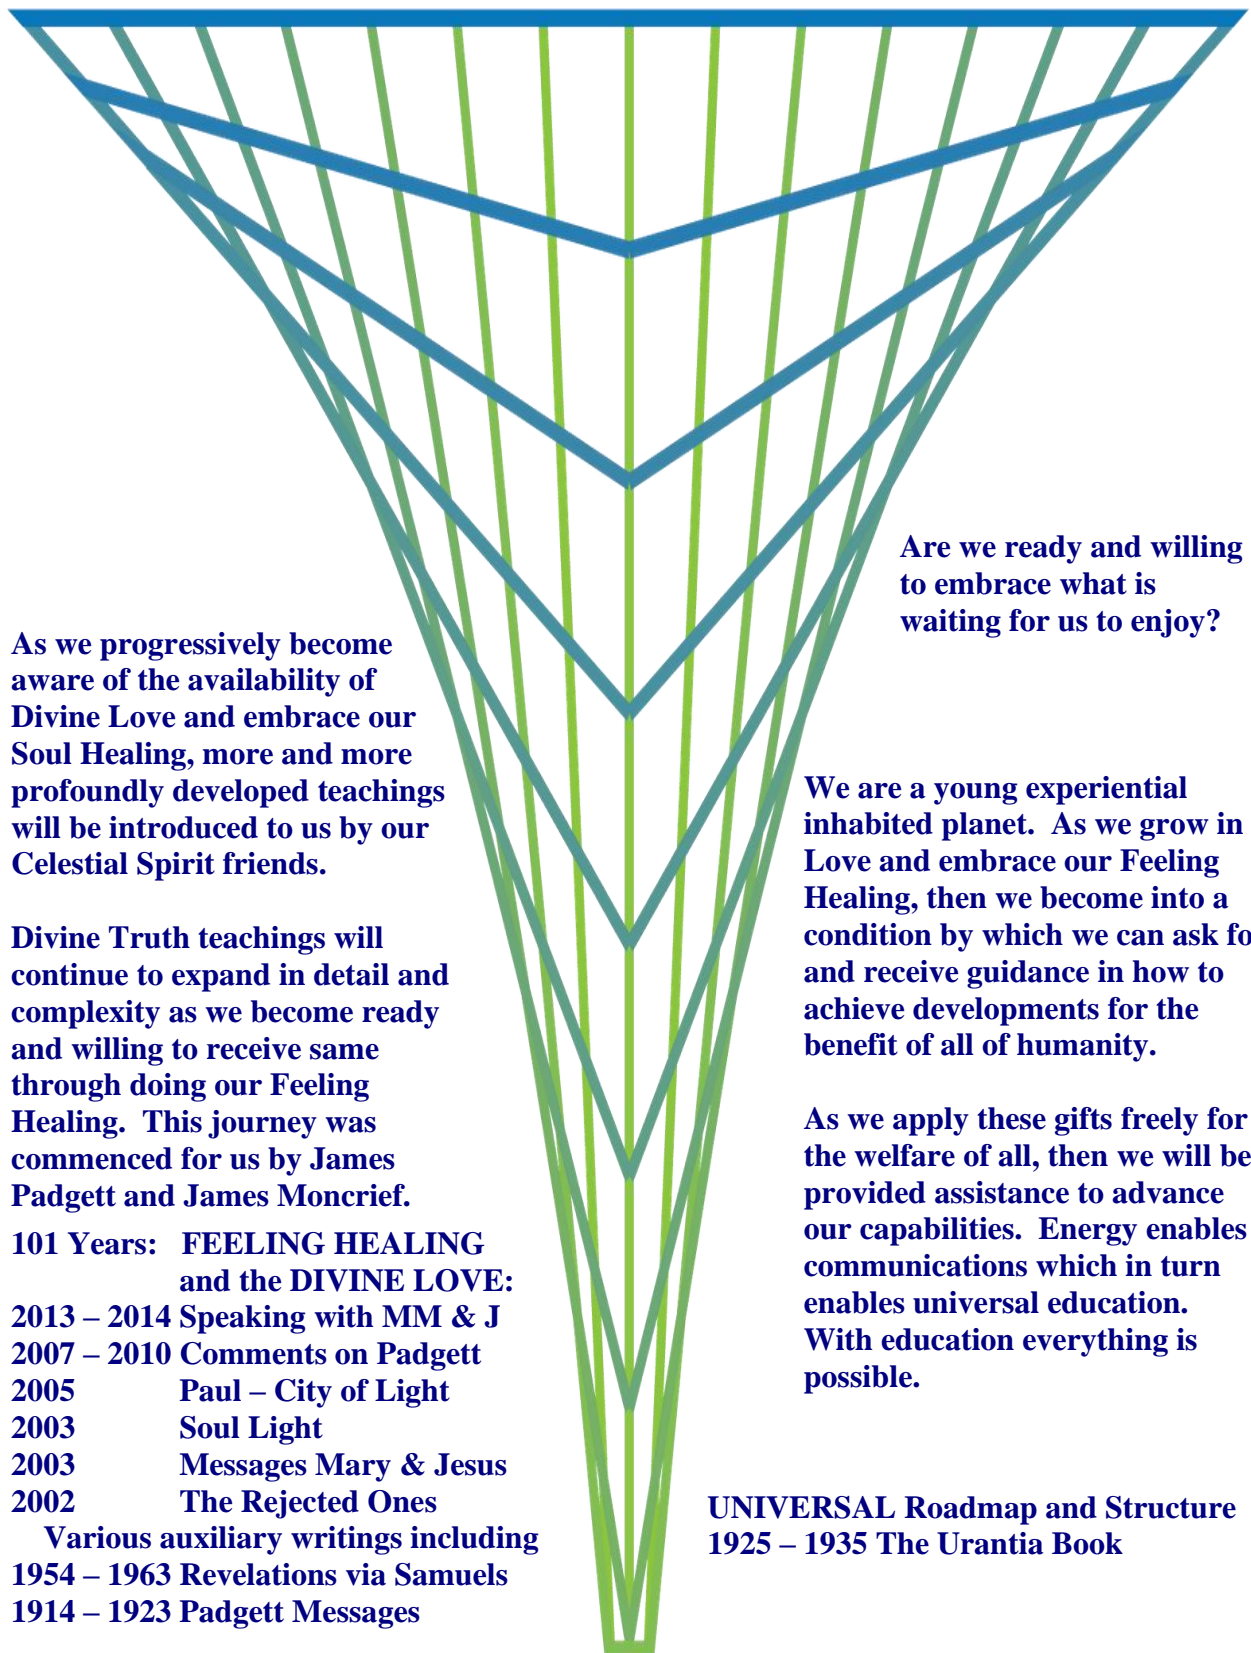 Are we ready and willing
to embrace what is
waiting for us to enjoy?
As we progressively become
aware of the availability of
Divine Love and embrace our
Soul Healing, more and more
profoundly developed teachings
will be introduced to us by our
Celestial Spirit friends.
Divine Truth teachings will
continue to expand in detail and
complexity as we become ready
and willing to receive same
through doing our Feeling
Healing.  This journey was
commenced for us by James
Padgett and James Moncrief.
101 Years:   FEELING HEALING
and the DIVINE LOVE:
2013 – 2014 Speaking with MM & J
2007 – 2010 Comments on Padgett
2005 Paul – City of Light
2003 Soul Light
2003 Messages Mary & Jesus
2002 The Rejected Ones
Various auxiliary writings including
1954 – 1963 Revelations via Samuels
1914 – 1923 Padgett Messages
We are a young experiential
inhabited planet.  As we grow in
Love and embrace our Feeling
Healing, then we become into a
condition by which we can ask fo
and receive guidance in how to
achieve developments for the
benefit of all of humanity.
As we apply these gifts freely for
the welfare of all, then we will be
provided assistance to advance
our capabilities.  Energy enables
communications which in turn
enables universal education.
With education everything is
possible.
UNIVERSAL Roadmap and Structure
1925 – 1935 The Urantia Book